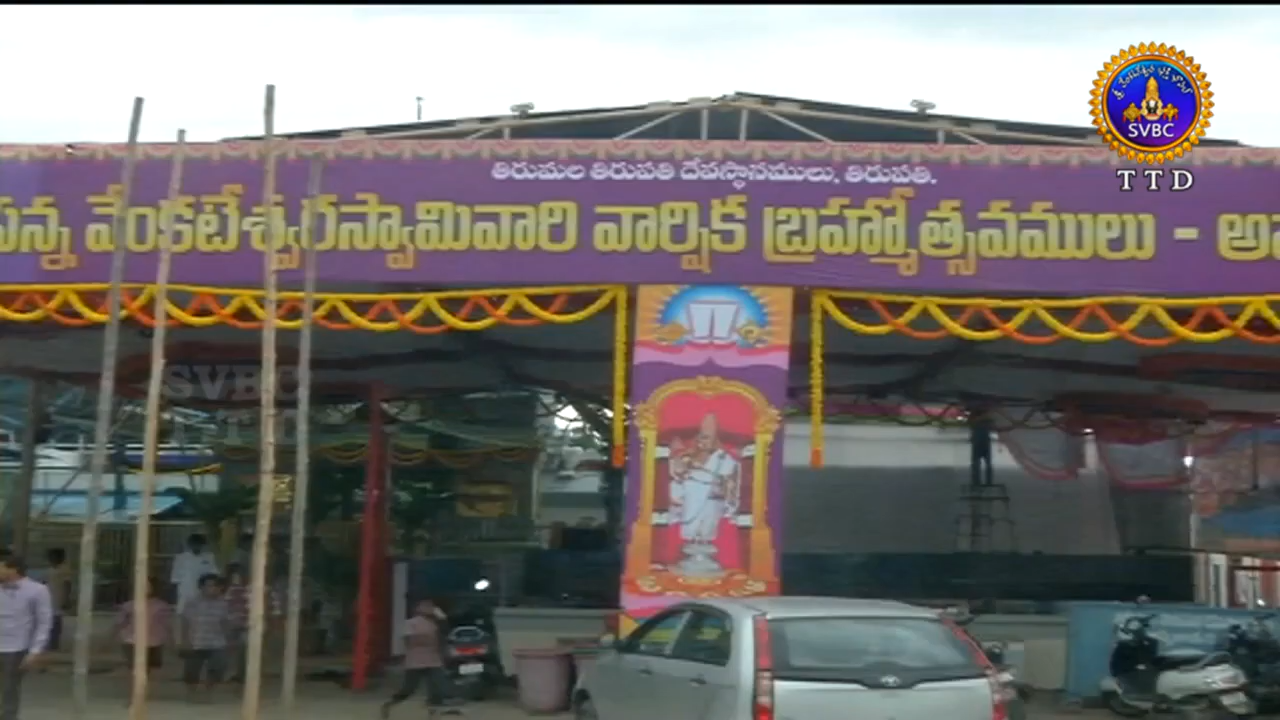 తిరుమల తిరుపతి దేవస్థానములు, తిరుపతి.
వేంకటేశ్వరస్వామివారి వార్షిక బ్రహ్మోత్సవములు -
SVBC
TTD